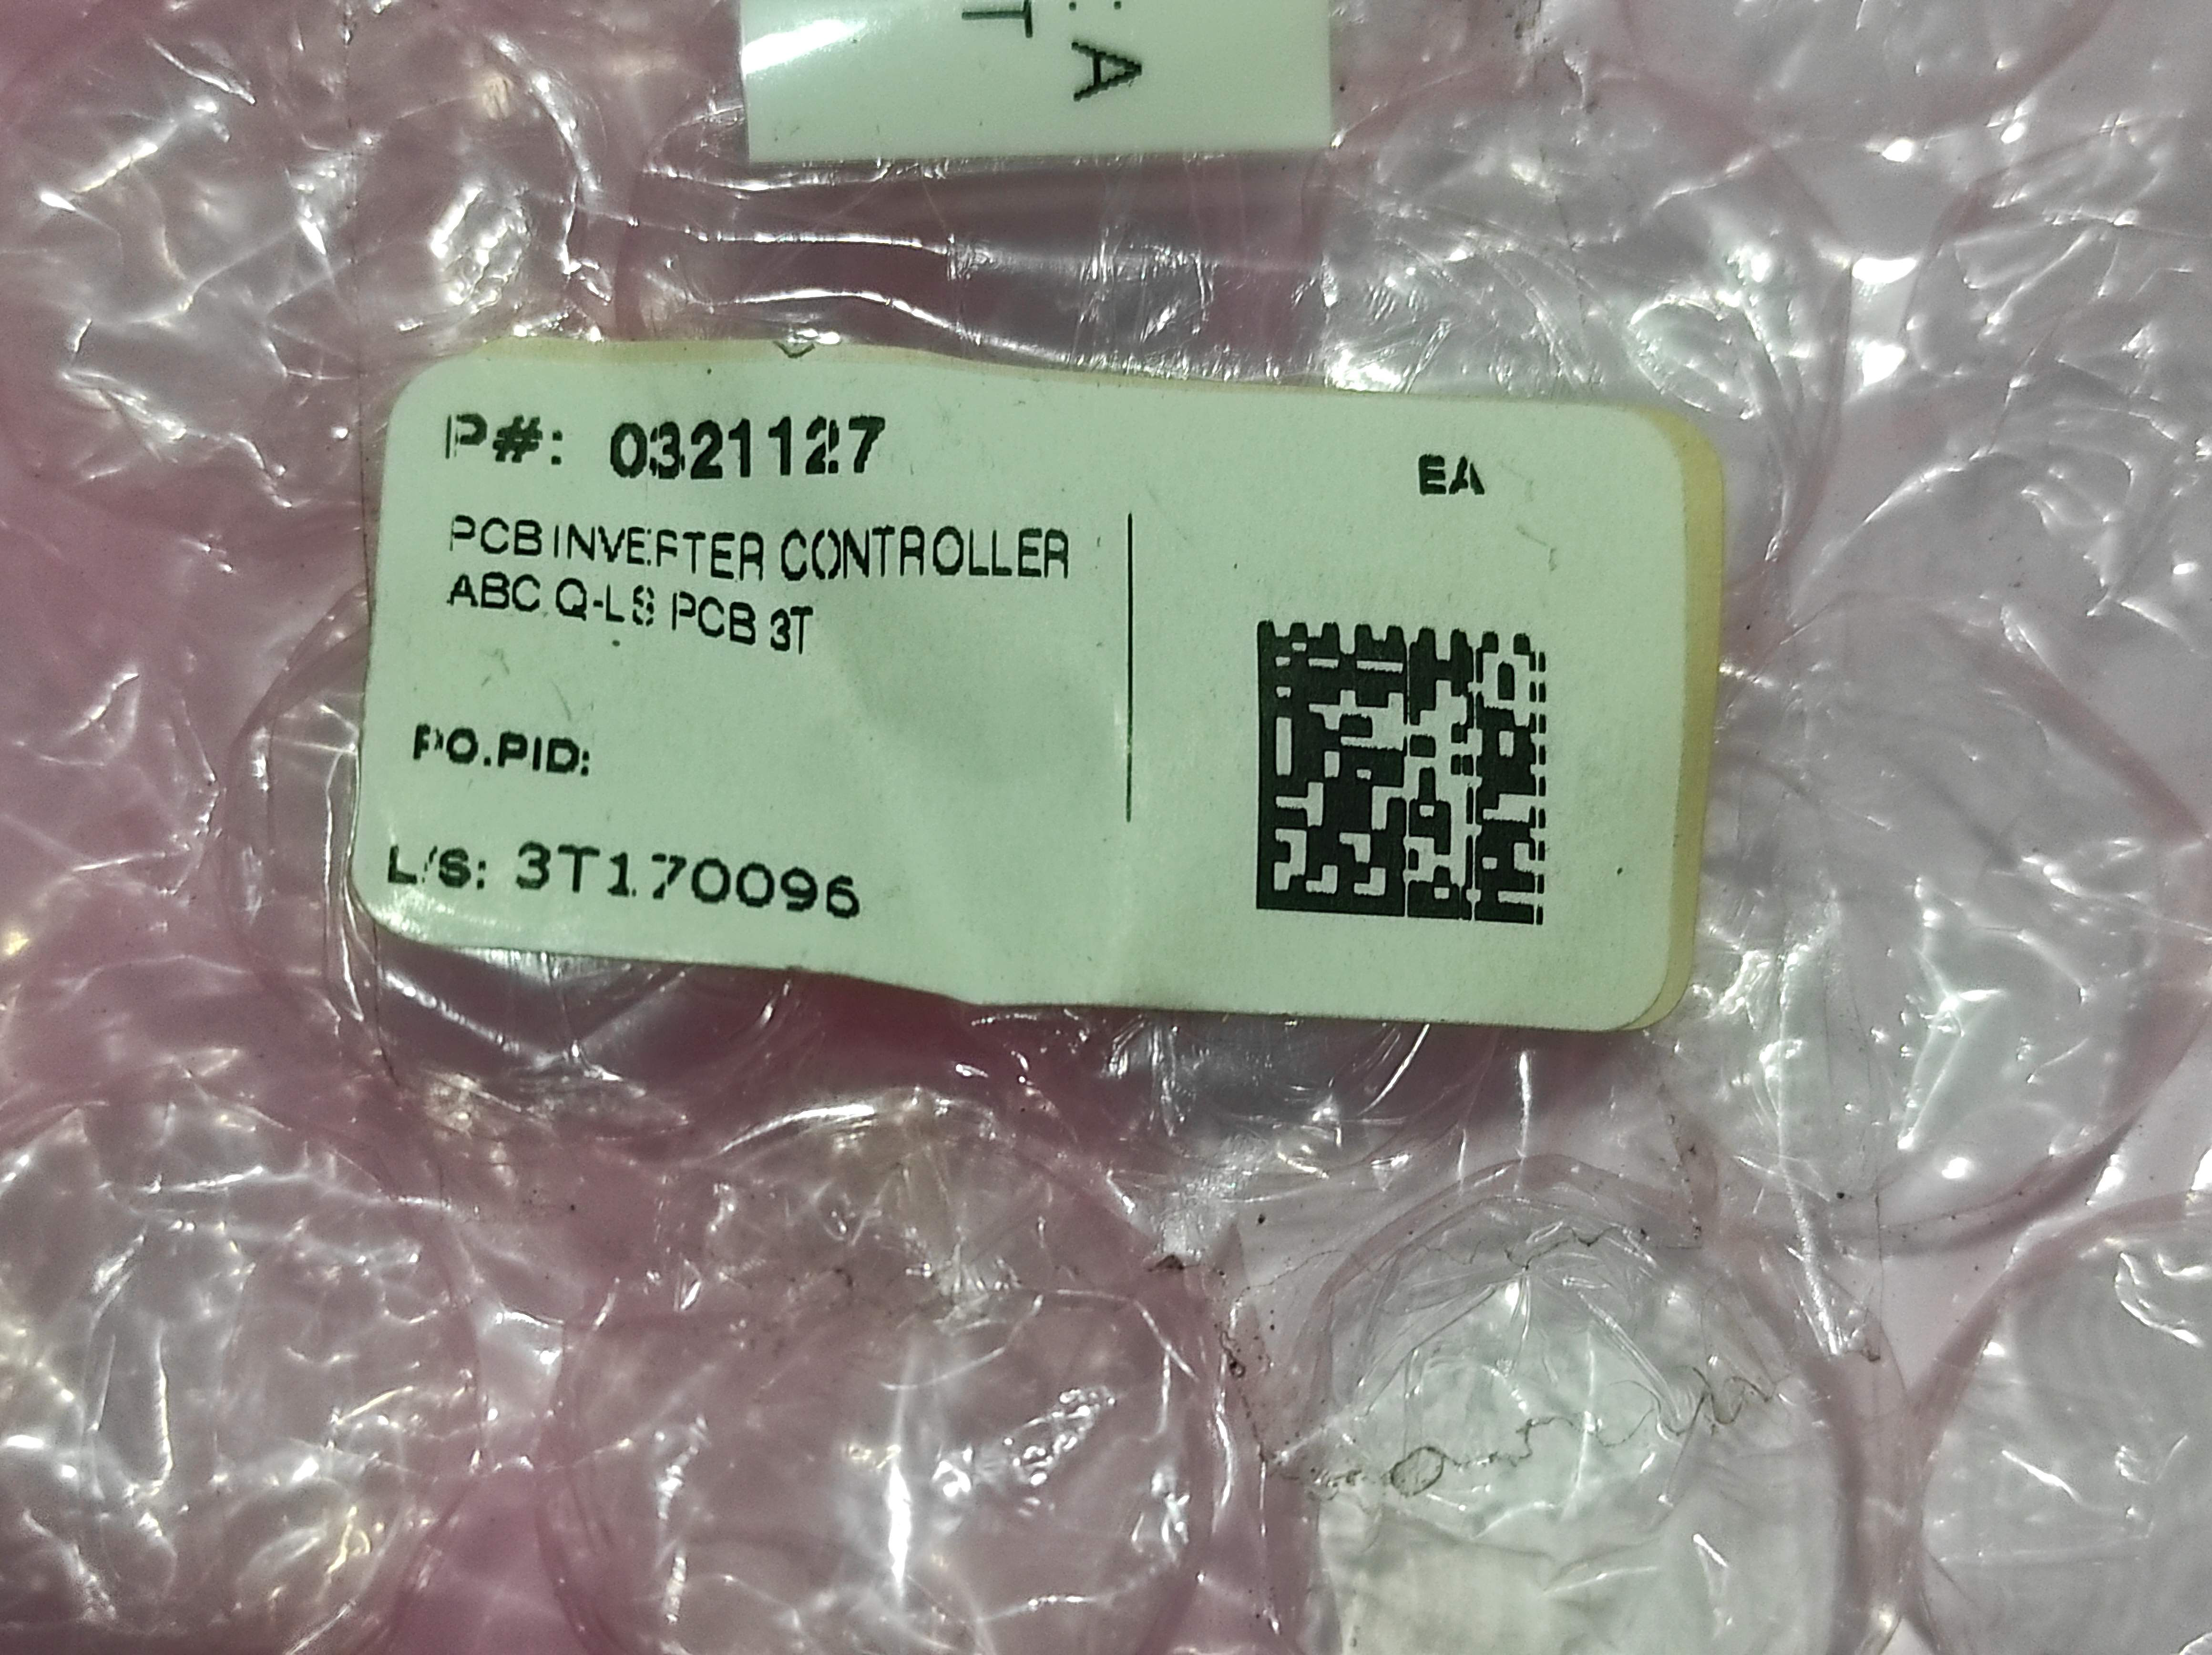 : A
T
P#: 0321127
EA
PCB INVERTER CONTROLLER
ABC Q-LS PCB 3T
PO.PID:
L/S: 3T170096